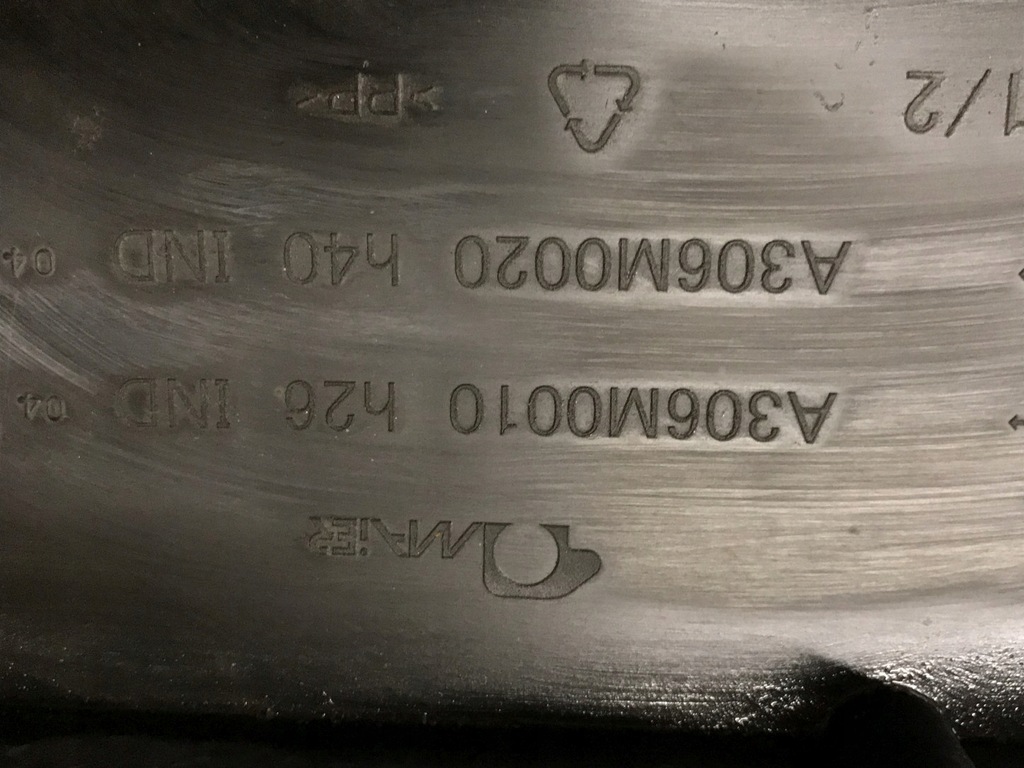 MAiER
A306M0010 h26 IND 04.
A306M0020 h40 IND 04.
1/2 >PP<